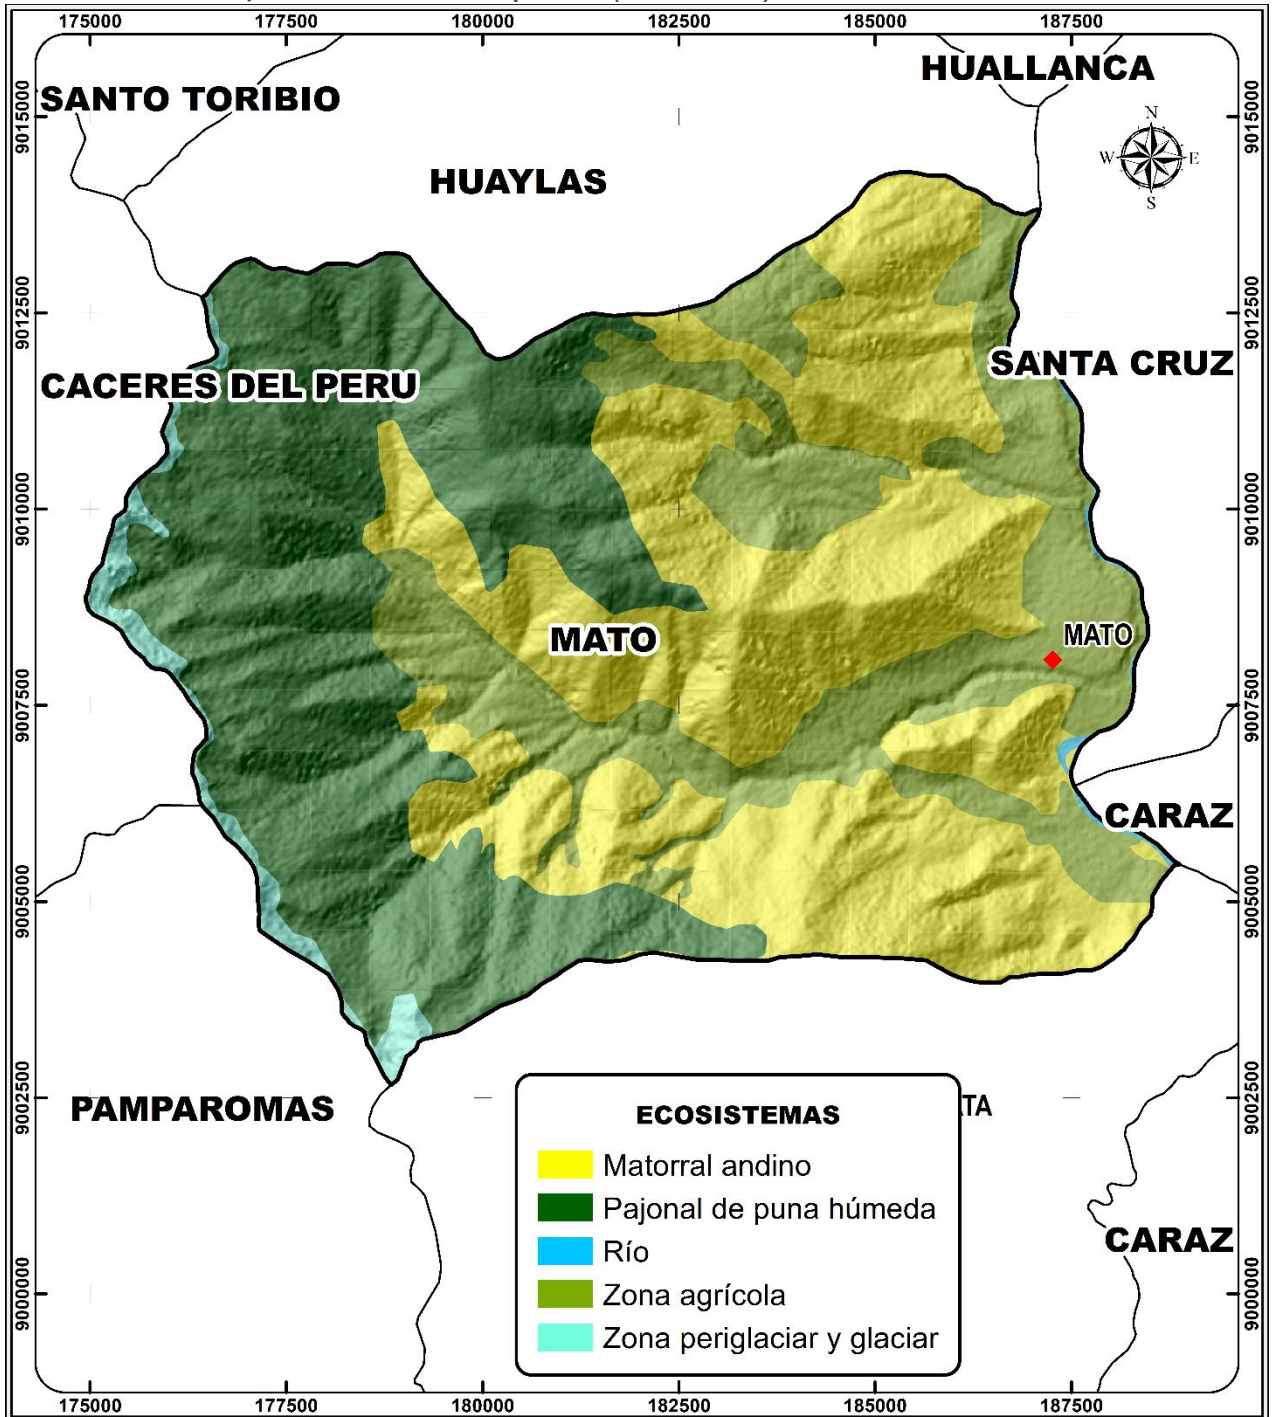 175000 177500 180000 182500 185000 187500
HUALLANCA
SANTO TORIBIO
9015000 9015000
N
W E
S
HUAYLAS
9012500 9012500
SANTA CRUZ
CACERES DEL PERU
9010000 9010000
MATO
MATO
9007500 9007500
CARAZ
9005000 9005000
PAMPAROMAS
9002500 9002500
ATA
ECOSISTEMAS
Matorral andino
Pajonal de puna húmeda
Río
Zona agrícola
Zona periglaciar y glaciar
CARAZ
9000000 9000000
175000 177500 180000 182500 185000 187500